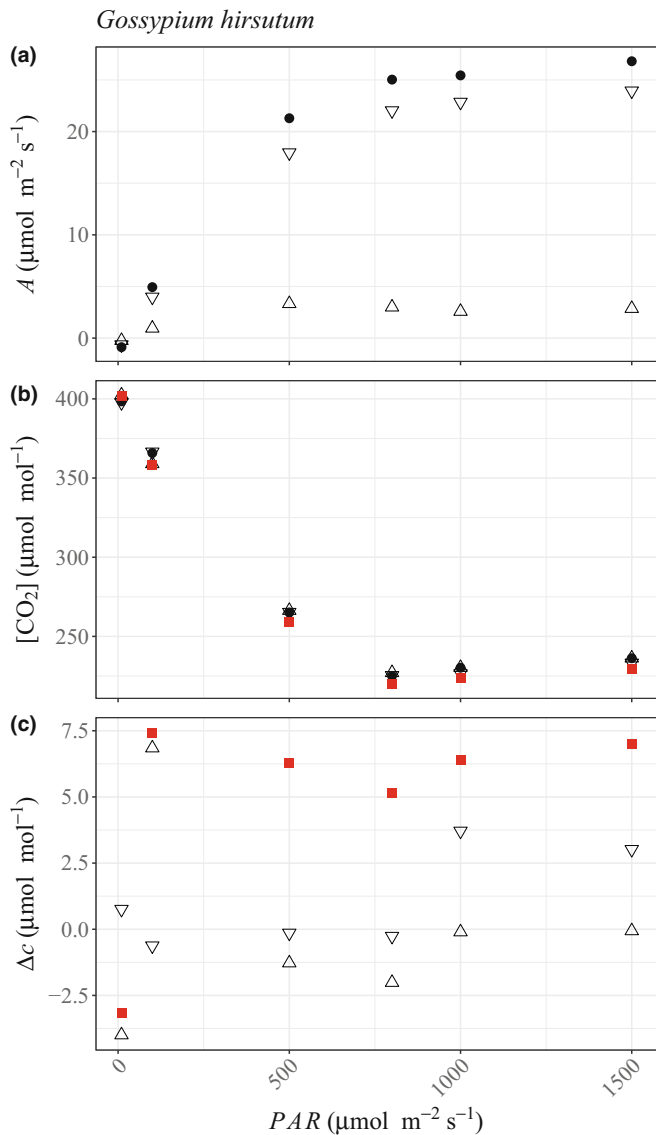 Gossypium hirsutum
(a)
A (μmol m−2 s−1)
20
10
0
(b)
[CO2] (μmol mol−1)
400
350
300
250
(c)
Δc (μmol mol−1)
7.5
5.0
2.5
0.0
−2.5
0
500
1000
1500
PAR (μmol m−2 s−1)